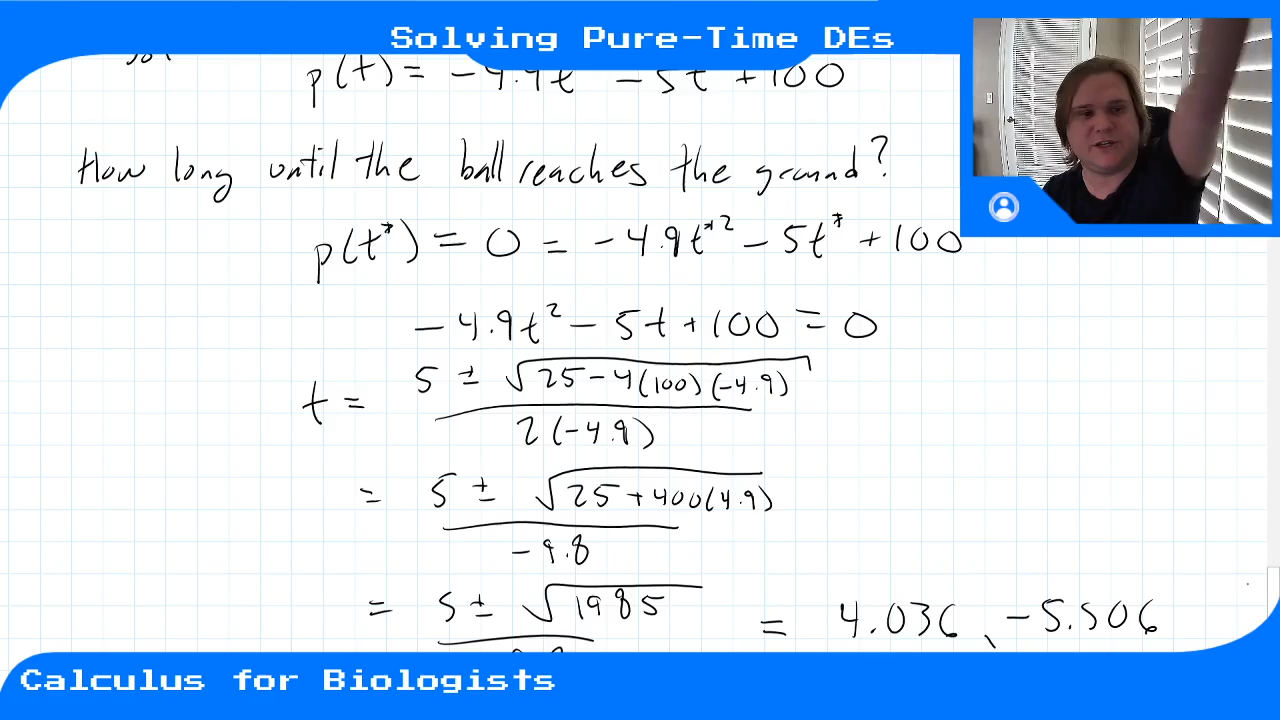 Solving Pure-Time DEs
p(t) = -4.9t - 5t + 100
How long until the ball reaches the ground?
p(t*) = 0 = -4.9t*² - 5t* + 100
-4.9t² - 5t + 100 = 0
t = 5 ± √25-4(100)(-4.9) / 2(-4.9)
= 5 ± √25+400(4.9) / -9.8
= 5 ± √1985 = 4.036, -5.506
Calculus for Biologists